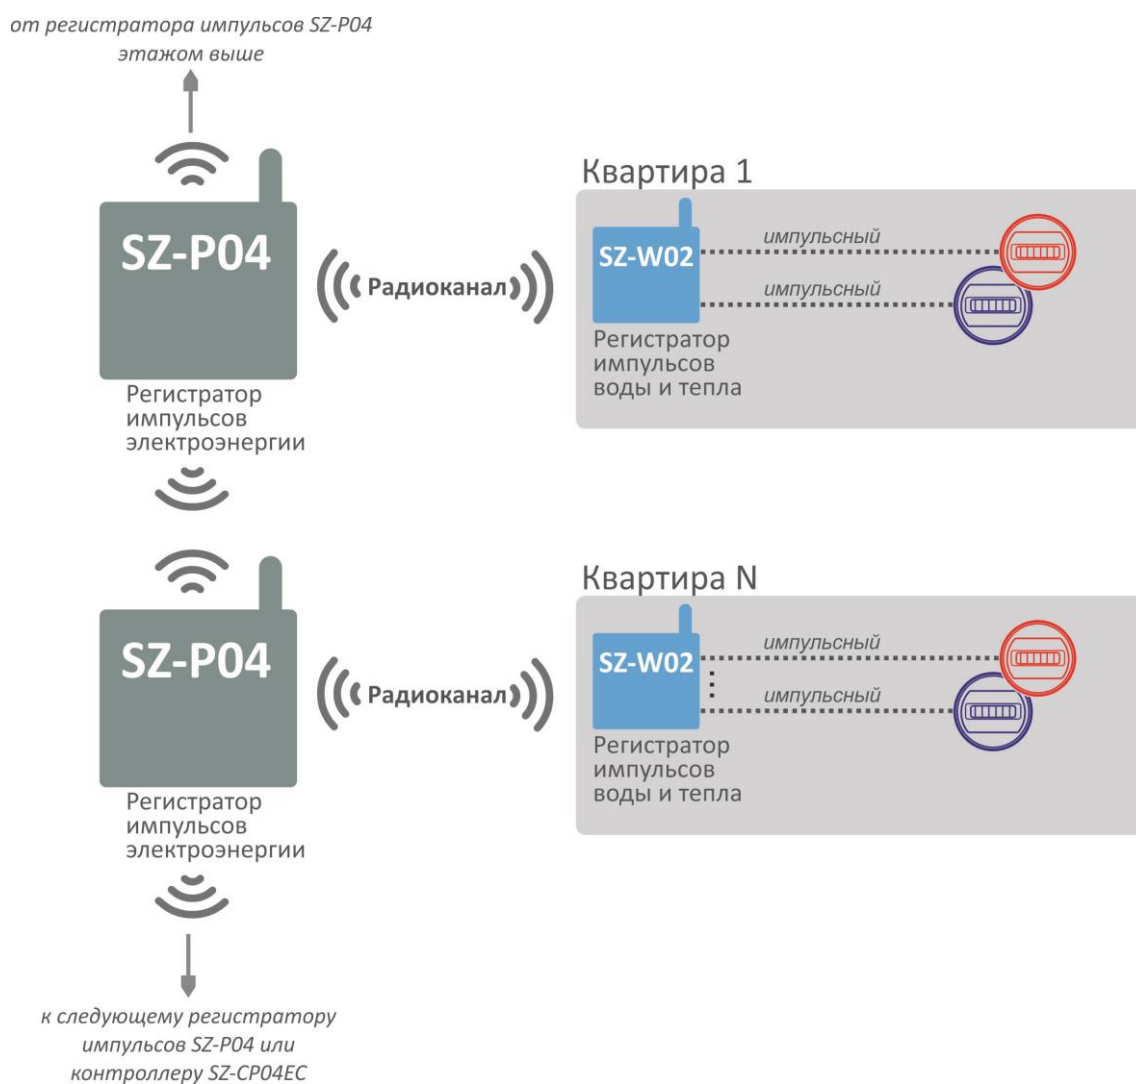 от регистратора импульсов SZ-P04
этажом выше
SZ-P04
Радиоканал
Регистратор
импульсов
электроэнергии
Квартира 1
SZ-W02
импульсный
импульсный
Регистратор
импульсов
воды и тепла
SZ-P04
Радиоканал
Регистратор
импульсов
электроэнергии
Квартира N
SZ-W02
импульсный
импульсный
Регистратор
импульсов
воды и тепла
к следующему регистратору
импульсов SZ-P04 или
контроллеру SZ-CP04EC